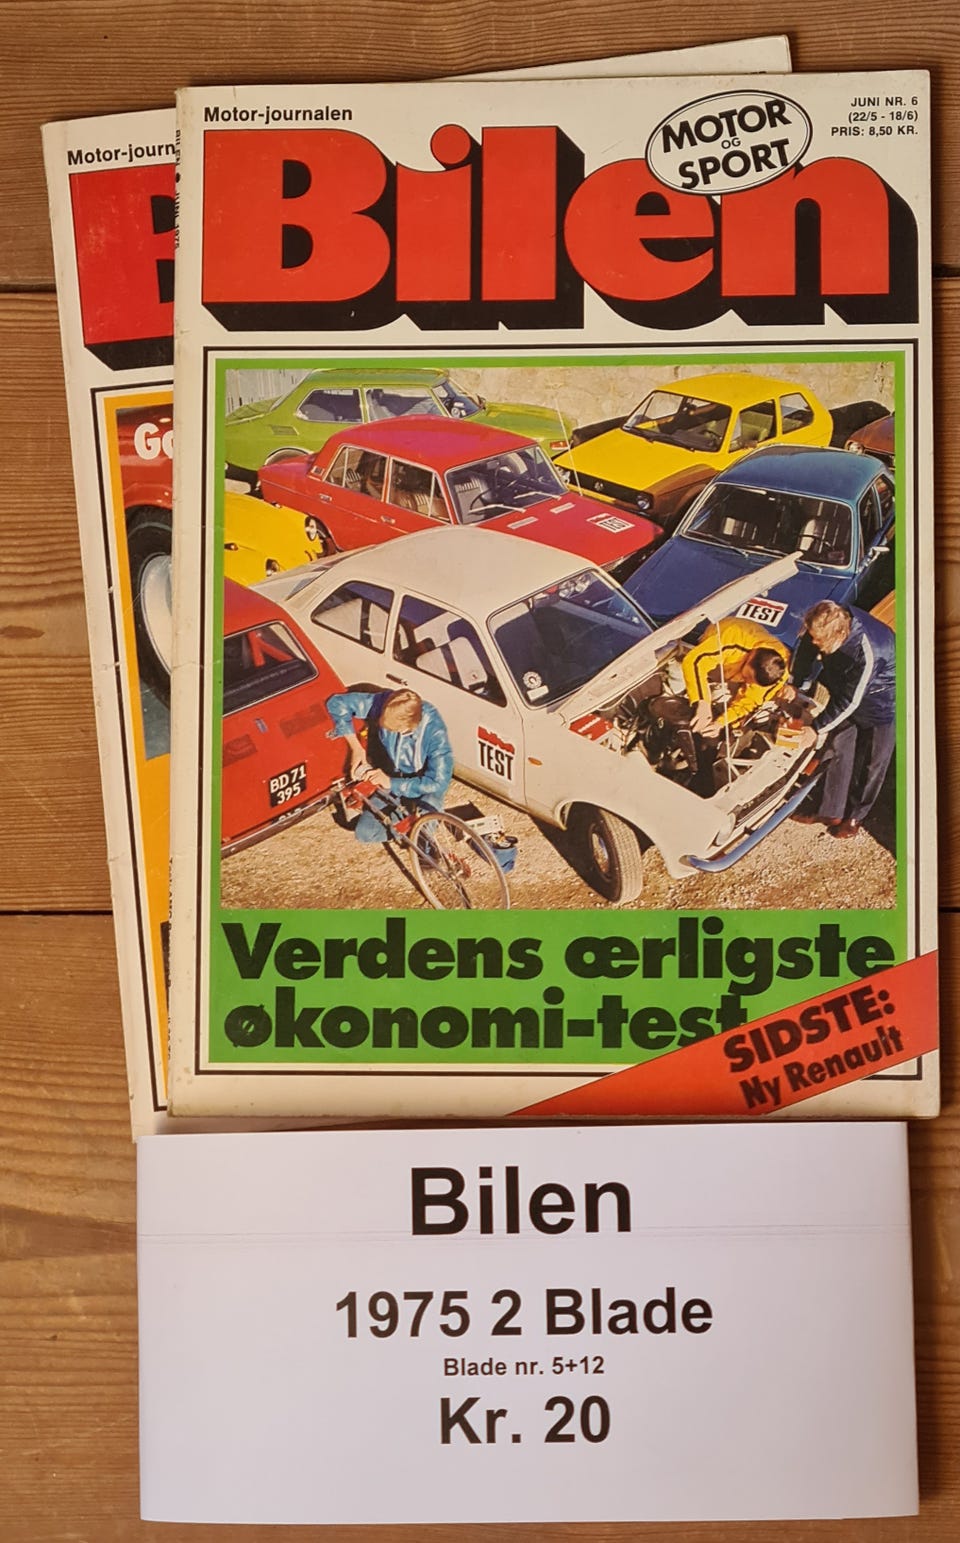 Motor-journalen
Bilen
MOTOR
OG
SPORT
JUNI NR. 6
(22/5 - 18/6)
PRIS: 8,50 KR.
Motor-journ
B
Go
TEST
TEST
TEST
BD 71
395
Verdens ærligste
økonomi-test
SIDSTE:
Ny Renault
Bilen
1975 2 Blade
Blade nr. 5+12
Kr. 20